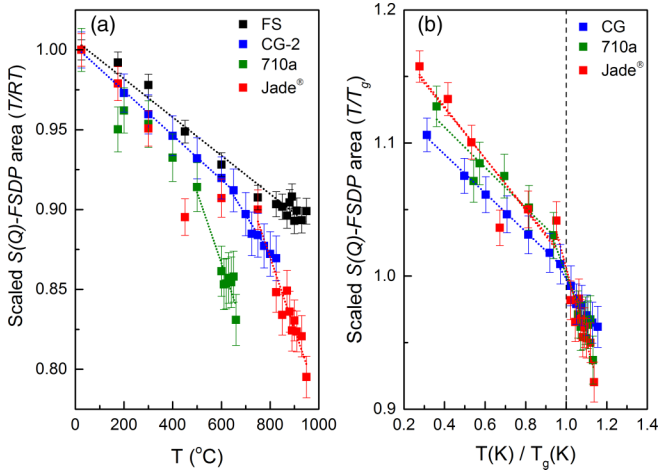 (a)
FS
CG-2
710a
Jade®
1.00
0.95
0.90
0.85
0.80
Scaled S(Q)-FSDP area (T/RT)
0 200 400 600 800 1000
T (°C)
(b)
CG
710a
Jade®
1.2
1.1
1.0
0.9
Scaled S(Q)-FSDP area (T/Tg)
0.2 0.4 0.6 0.8 1.0 1.2 1.4
T(K) / Tg(K)